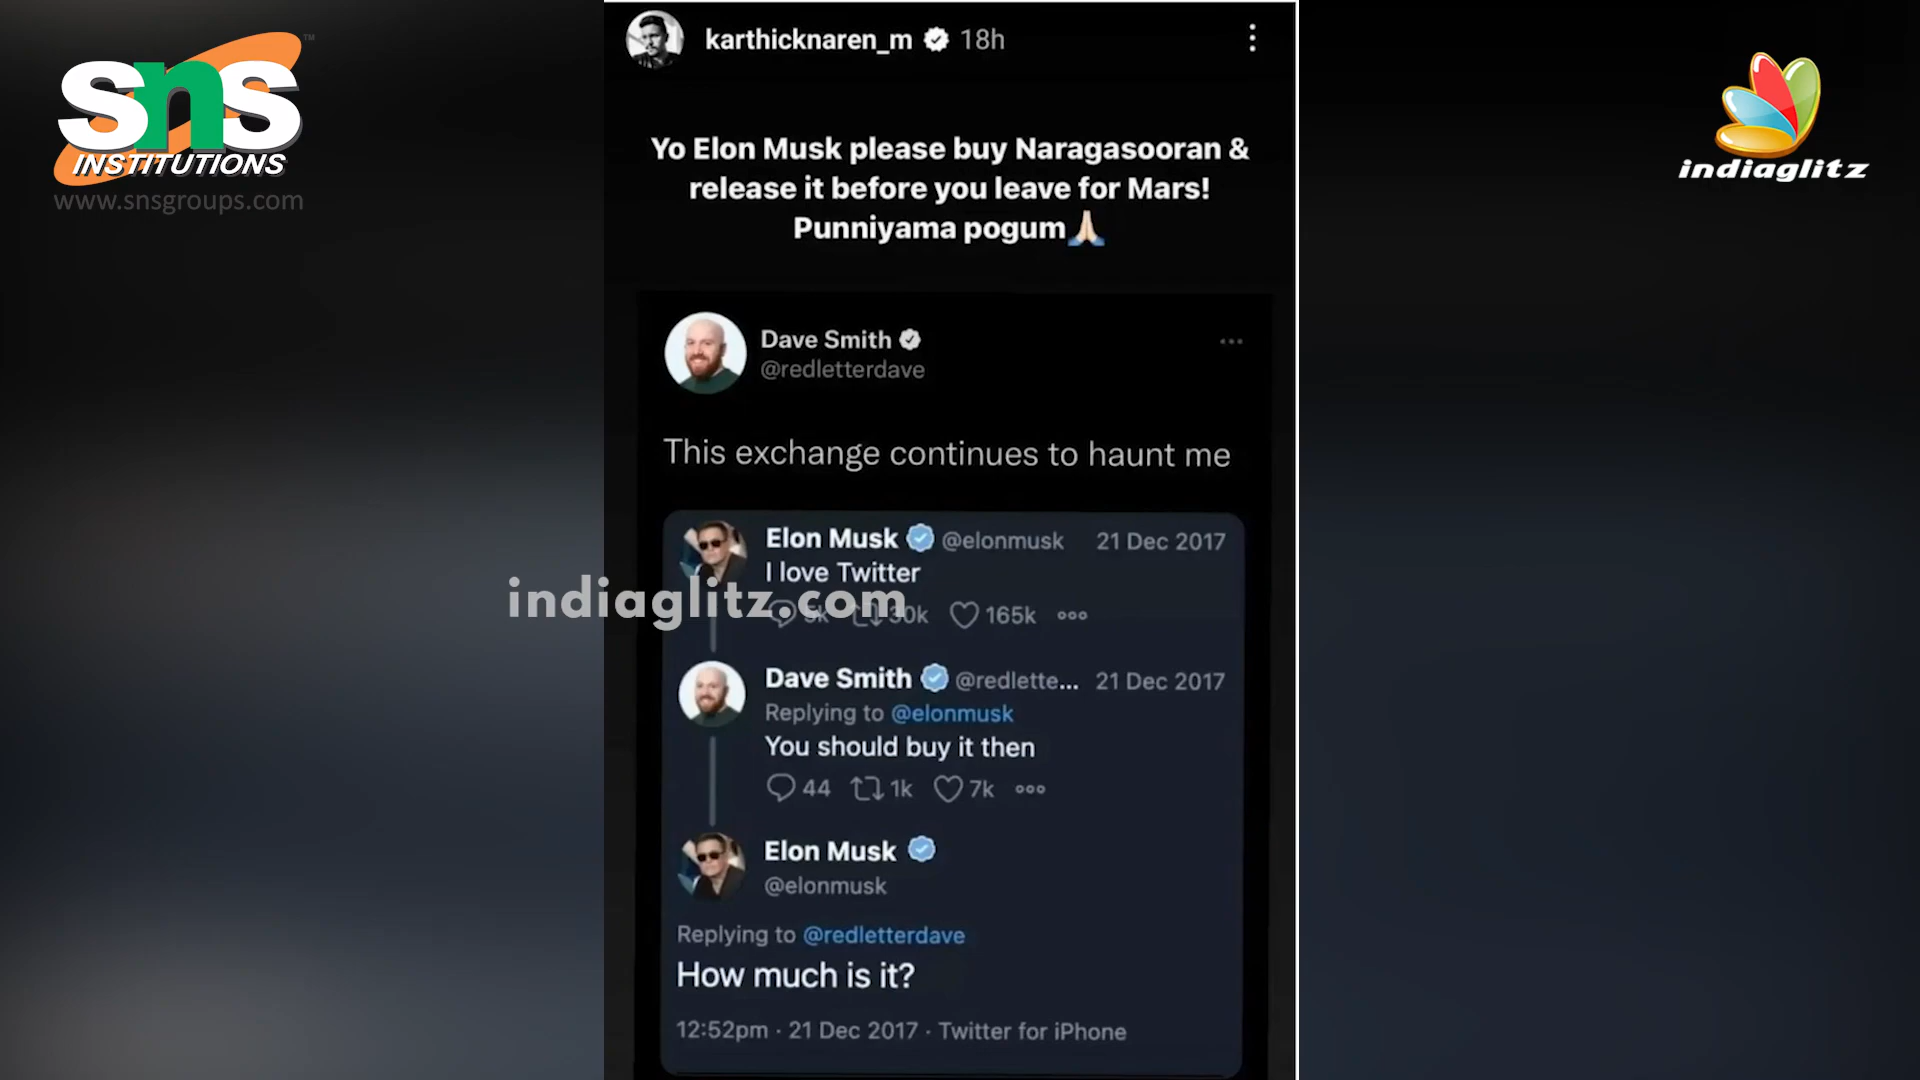 sns
TM
INSTITUTIONS
www.snsgroups.com
karthicknaren_m 18h
indiaglitz
Yo Elon Musk please buy Naragasooran &
release it before you leave for Mars!
Punniyama pogum🙏🏻
Dave Smith
@redletterdave
This exchange continues to haunt me
Elon Musk @elonmusk 21 Dec 2017
I love Twitter
indiaglitz.com
30k 165k
Dave Smith @redlette... 21 Dec 2017
Replying to @elonmusk
You should buy it then
44 1k 7k
Elon Musk
@elonmusk
Replying to @redletterdave
How much is it?
12:52pm · 21 Dec 2017 · Twitter for iPhone